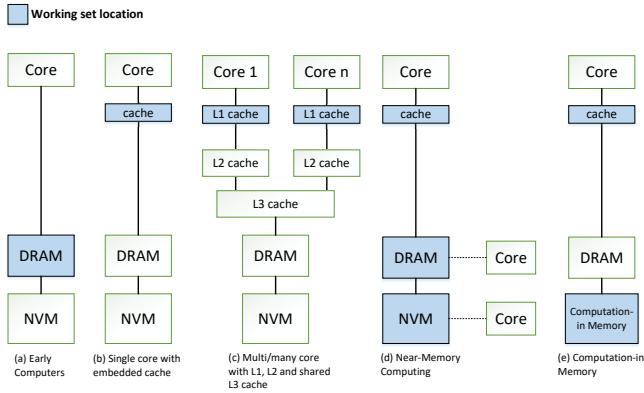 Working set location
Core
Core
Core 1
Core n
Core
Core
cache
L1 cache
L1 cache
cache
cache
L2 cache
L2 cache
L3 cache
DRAM
DRAM
DRAM
DRAM
Core
DRAM
NVM
NVM
NVM
NVM
Core
Computation-
in Memory
(a) Early
Computers
(b) Single core with
embedded cache
(c) Multi/many core
with L1, L2 and shared
L3 cache
(d) Near-Memory
Computing
(e) Computation-in
Memory